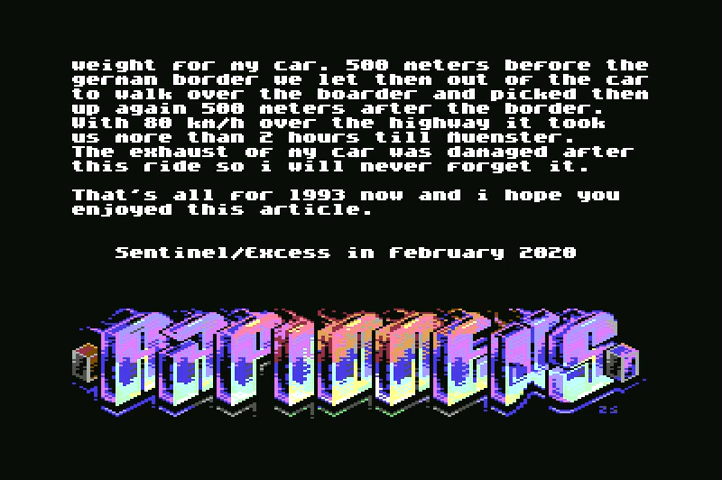 weight for my car. 500 meters before the
german border we let them out of the car
to walk over the boarder and picked them
up again 500 meters after the border.
With 80 km/h over the highway it took
us more than 2 hours till Muenster.
The exhaust of my car was damaged after
this ride so i will never forget it.
That's all for 1993 now and i hope you
enjoyed this article.
Sentinel/Excess in February 2020